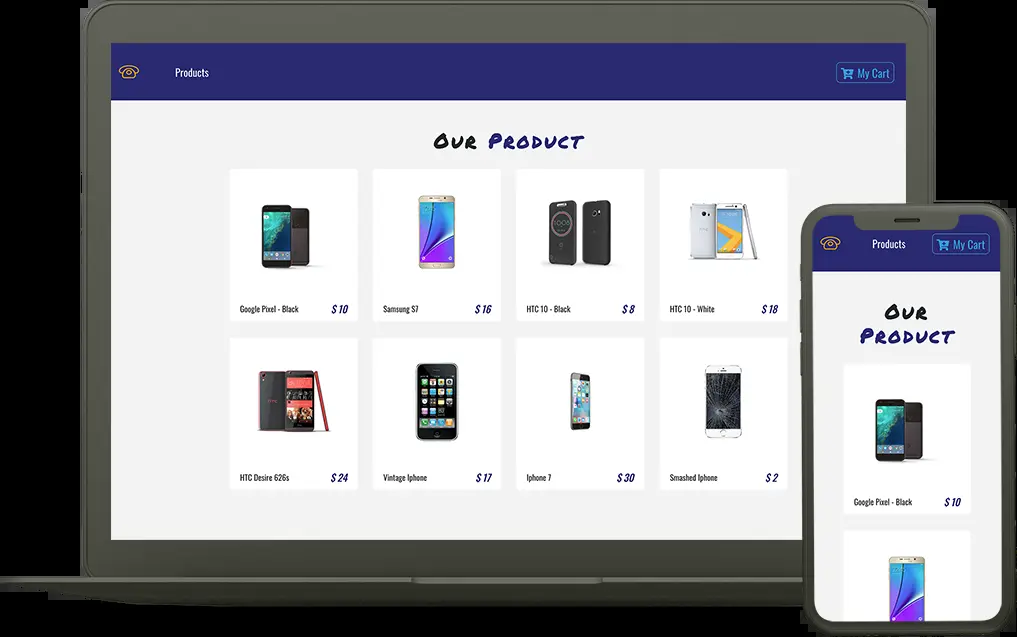 Products
My Cart
Our Product
Google Pixel - Black $ 10
Samsung S7 $ 16
HTC 10 - Black $ 8
HTC 10 - White $ 18
HTC Desire 626s $ 24
Vintage Iphone $ 17
Iphone 7 $ 30
Smashed Iphone $ 2
Products
My Cart
Our
Product
Google Pixel - Black $ 10